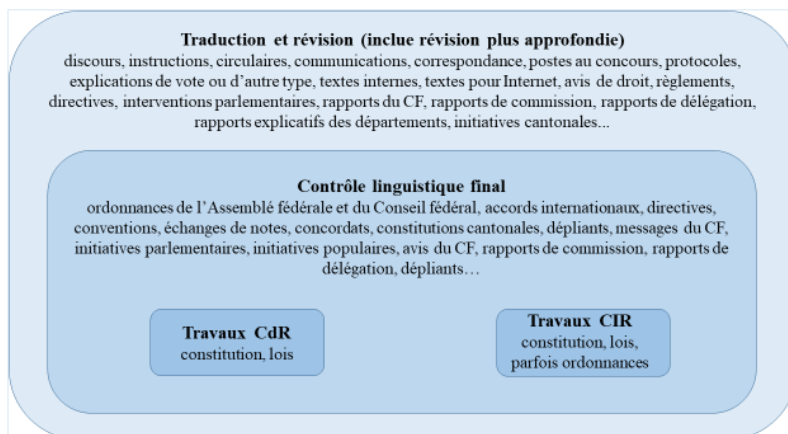 Traduction et révision (inclue révision plus approfondie)
discours, instructions, circulaires, communications, correspondance, postes au concours, protocoles,
explications de vote ou d'autre type, textes internes, textes pour Internet, avis de droit, règlements,
directives, interventions parlementaires, rapports du CF, rapports de commission, rapports de délégation,
rapports explicatifs des départements, initiatives cantonales...
Contrôle linguistique final
ordonnances de l'Assemblé fédérale et du Conseil fédéral, accords internationaux, directives,
conventions, échanges de notes, concordats, constitutions cantonales, dépliants, messages du CF,
initiatives parlementaires, initiatives populaires, avis du CF, rapports de commission, rapports de
délégation, dépliants…
Travaux CdR
constitution, lois
Travaux CIR
constitution, lois,
parfois ordonnances